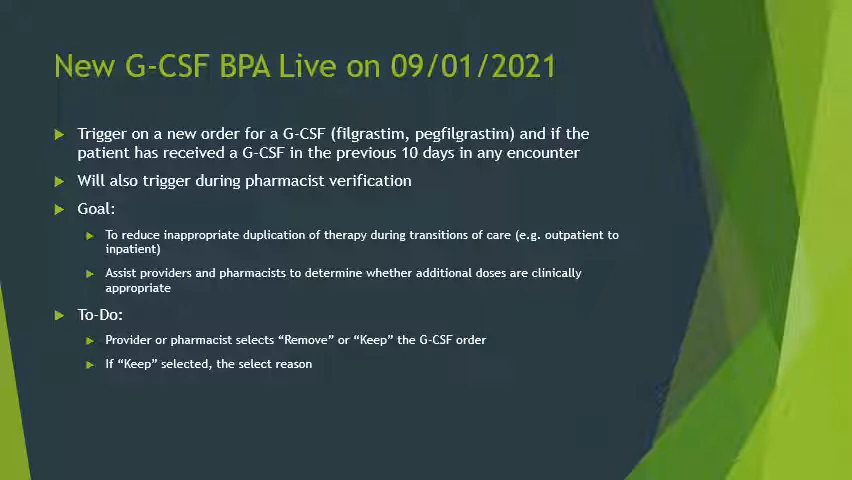 New G-CSF BPA Live on 09/01/2021
Trigger on a new order for a G-CSF (filgrastim, pegfilgrastim) and if the
patient has received a G-CSF in the previous 10 days in any encounter
Will also trigger during pharmacist verification
Goal:
To reduce inappropriate duplication of therapy during transitions of care (e.g. outpatient to
inpatient)
Assist providers and pharmacists to determine whether additional doses are clinically
appropriate
To-Do:
Provider or pharmacist selects “Remove” or “Keep” the G-CSF order
If “Keep” selected, the select reason